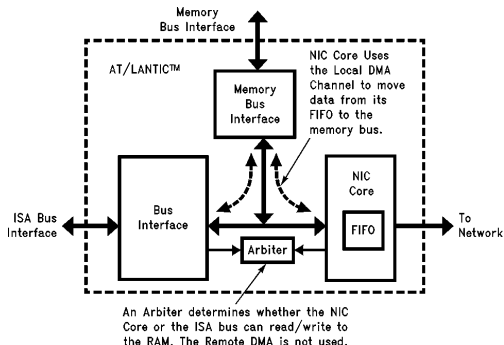 Memory
Bus Interface
AT/LANTIC™
NIC Core Uses
the Local DMA
Channel to move
data from its
FIFO to the
memory bus.
Memory
Bus
Interface
NIC
Core
FIFO
Bus
Interface
ISA Bus
Interface
Arbiter
To
Network
An Arbiter determines whether the NIC
Core or the ISA bus can read/write to
the RAM. The Remote DMA is not used.